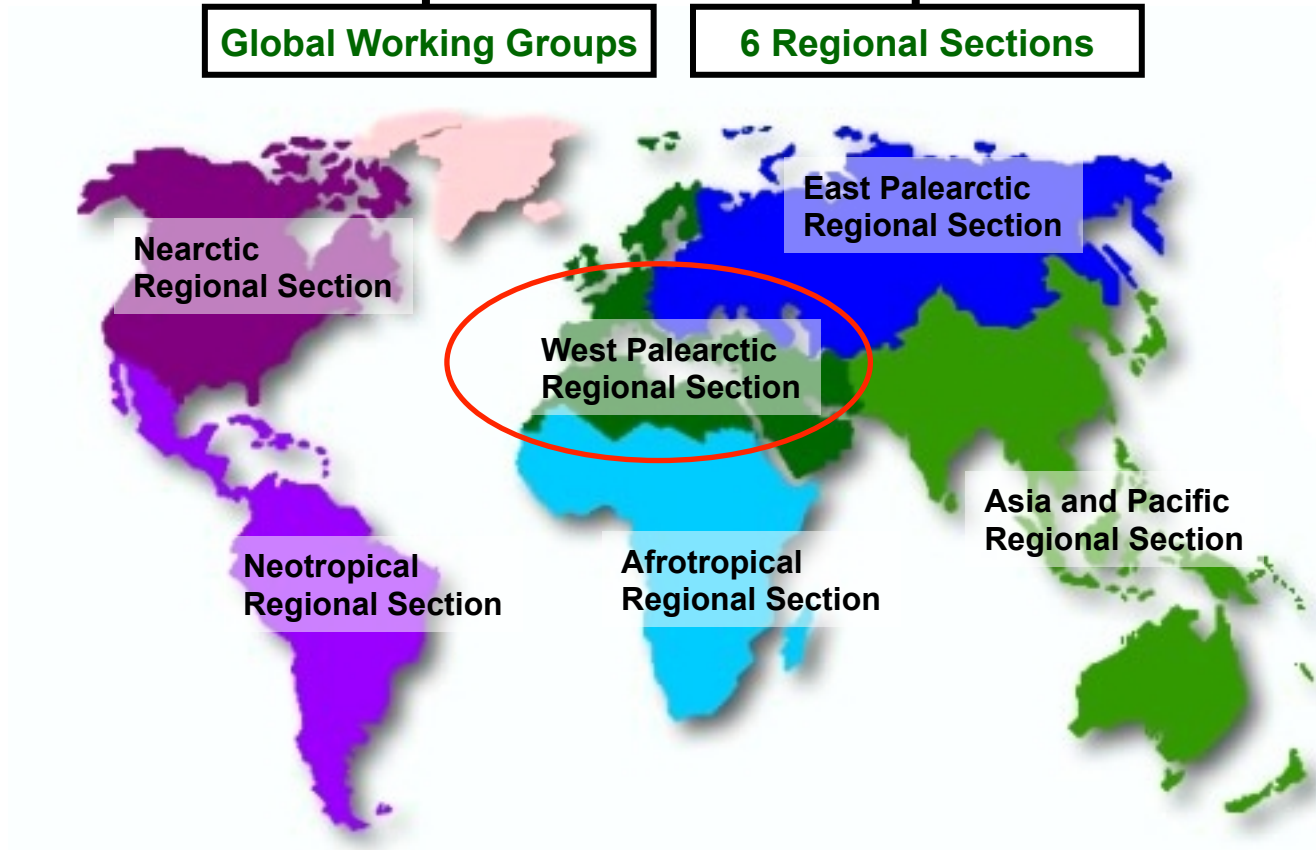 Global Working Groups
6 Regional Sections
East Palearctic
Regional Section
Nearctic
Regional Section
West Palearctic
Regional Section
Asia and Pacific
Regional Section
Neotropical
Regional Section
Afrotropical
Regional Section